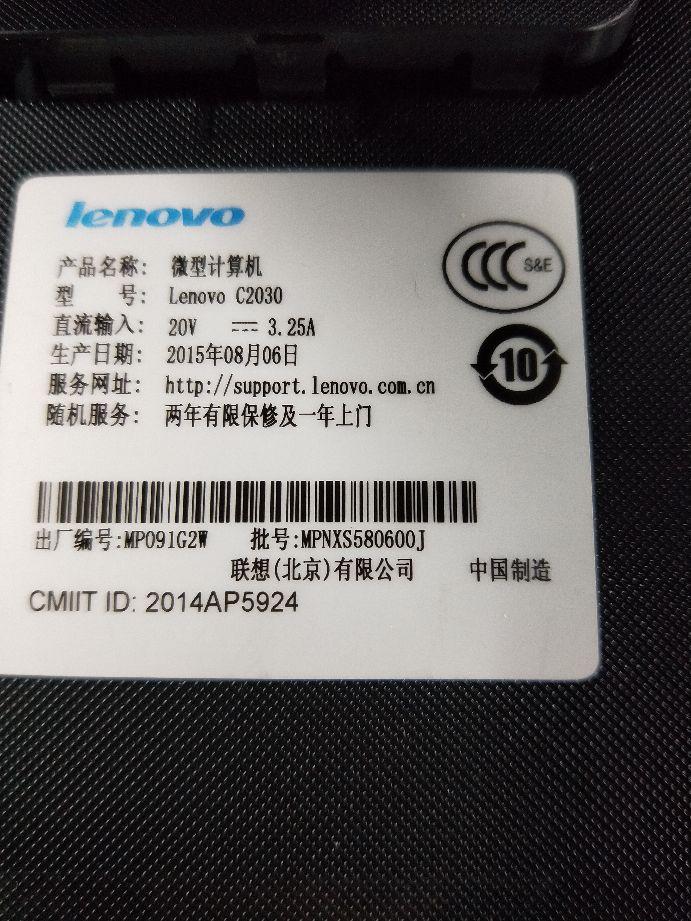 lenovo
产品名称: 微型计算机
型 号: Lenovo C2030
直流输入: 20V ⎓ 3.25A
生产日期: 2015年08月06日
服务网址: http://support.lenovo.com.cn
随机服务: 两年有限保修及一年上门
CCC S&E
10
出厂编号:MP091G2W 批号:MPNXS580600J
联想(北京)有限公司 中国制造
CMIIT ID: 2014AP5924